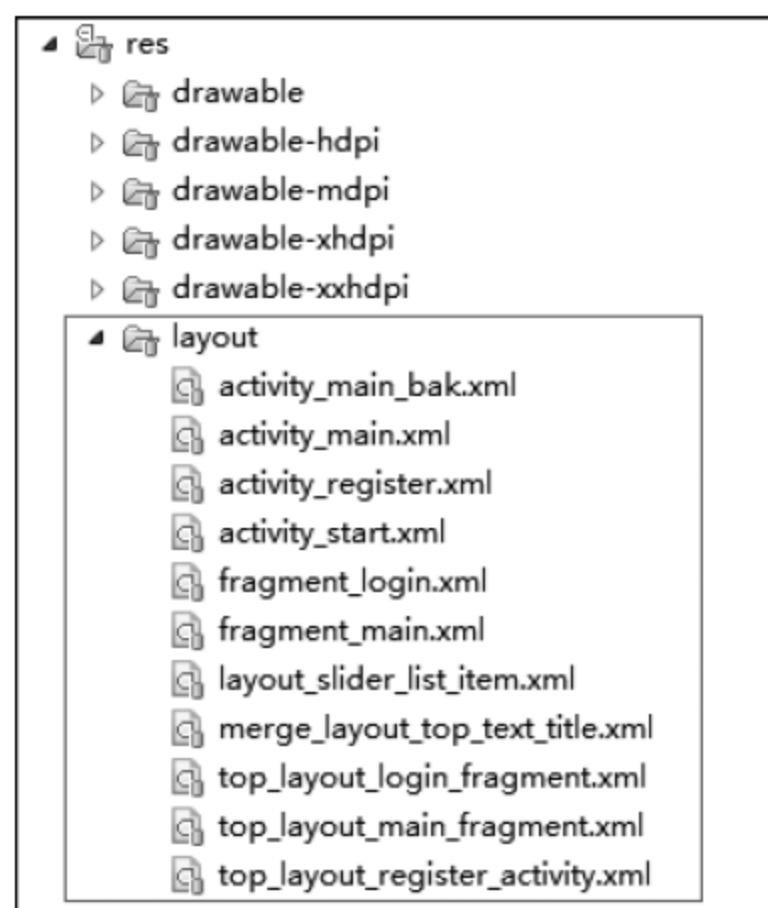 res
drawable
drawable-hdpi
drawable-mdpi
drawable-xhdpi
drawable-xxhdpi
layout
activity_main_bak.xml
activity_main.xml
activity_register.xml
activity_start.xml
fragment_login.xml
fragment_main.xml
layout_slider_list_item.xml
merge_layout_top_text_title.xml
top_layout_login_fragment.xml
top_layout_main_fragment.xml
top_layout_register_activity.xml